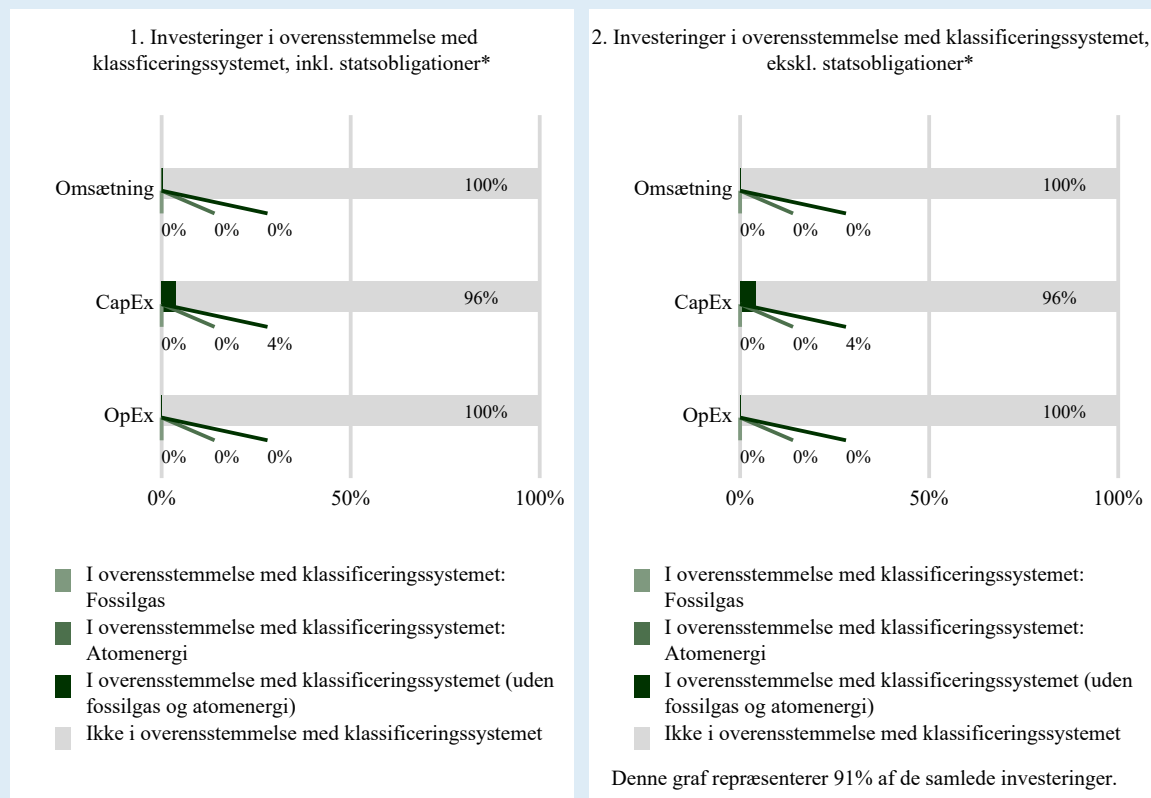 1. Investeringer i overensstemmelse med
klassficeringssystemet, inkl. statsobligationer*
Omsætning
100%
0% 0% 0%
CapEx
96%
0% 0% 4%
OpEx
100%
0% 0% 0%
0% 50% 100%
I overensstemmelse med klassificeringssystemet:
Fossilgas
I overensstemmelse med klassificeringssystemet:
Atomenergi
I overensstemmelse med klassificeringssystemet (uden
fossilgas og atomenergi)
Ikke i overensstemmelse med klassificeringssystemet
2. Investeringer i overensstemmelse med klassificeringssystemet,
ekskl. statsobligationer*
Omsætning
100%
0% 0% 0%
CapEx
96%
0% 0% 4%
OpEx
100%
0% 0% 0%
0% 50% 100%
I overensstemmelse med klassificeringssystemet:
Fossilgas
I overensstemmelse med klassificeringssystemet:
Atomenergi
I overensstemmelse med klassificeringssystemet (uden
fossilgas og atomenergi)
Ikke i overensstemmelse med klassificeringssystemet
Denne graf repræsenterer 91% af de samlede investeringer.